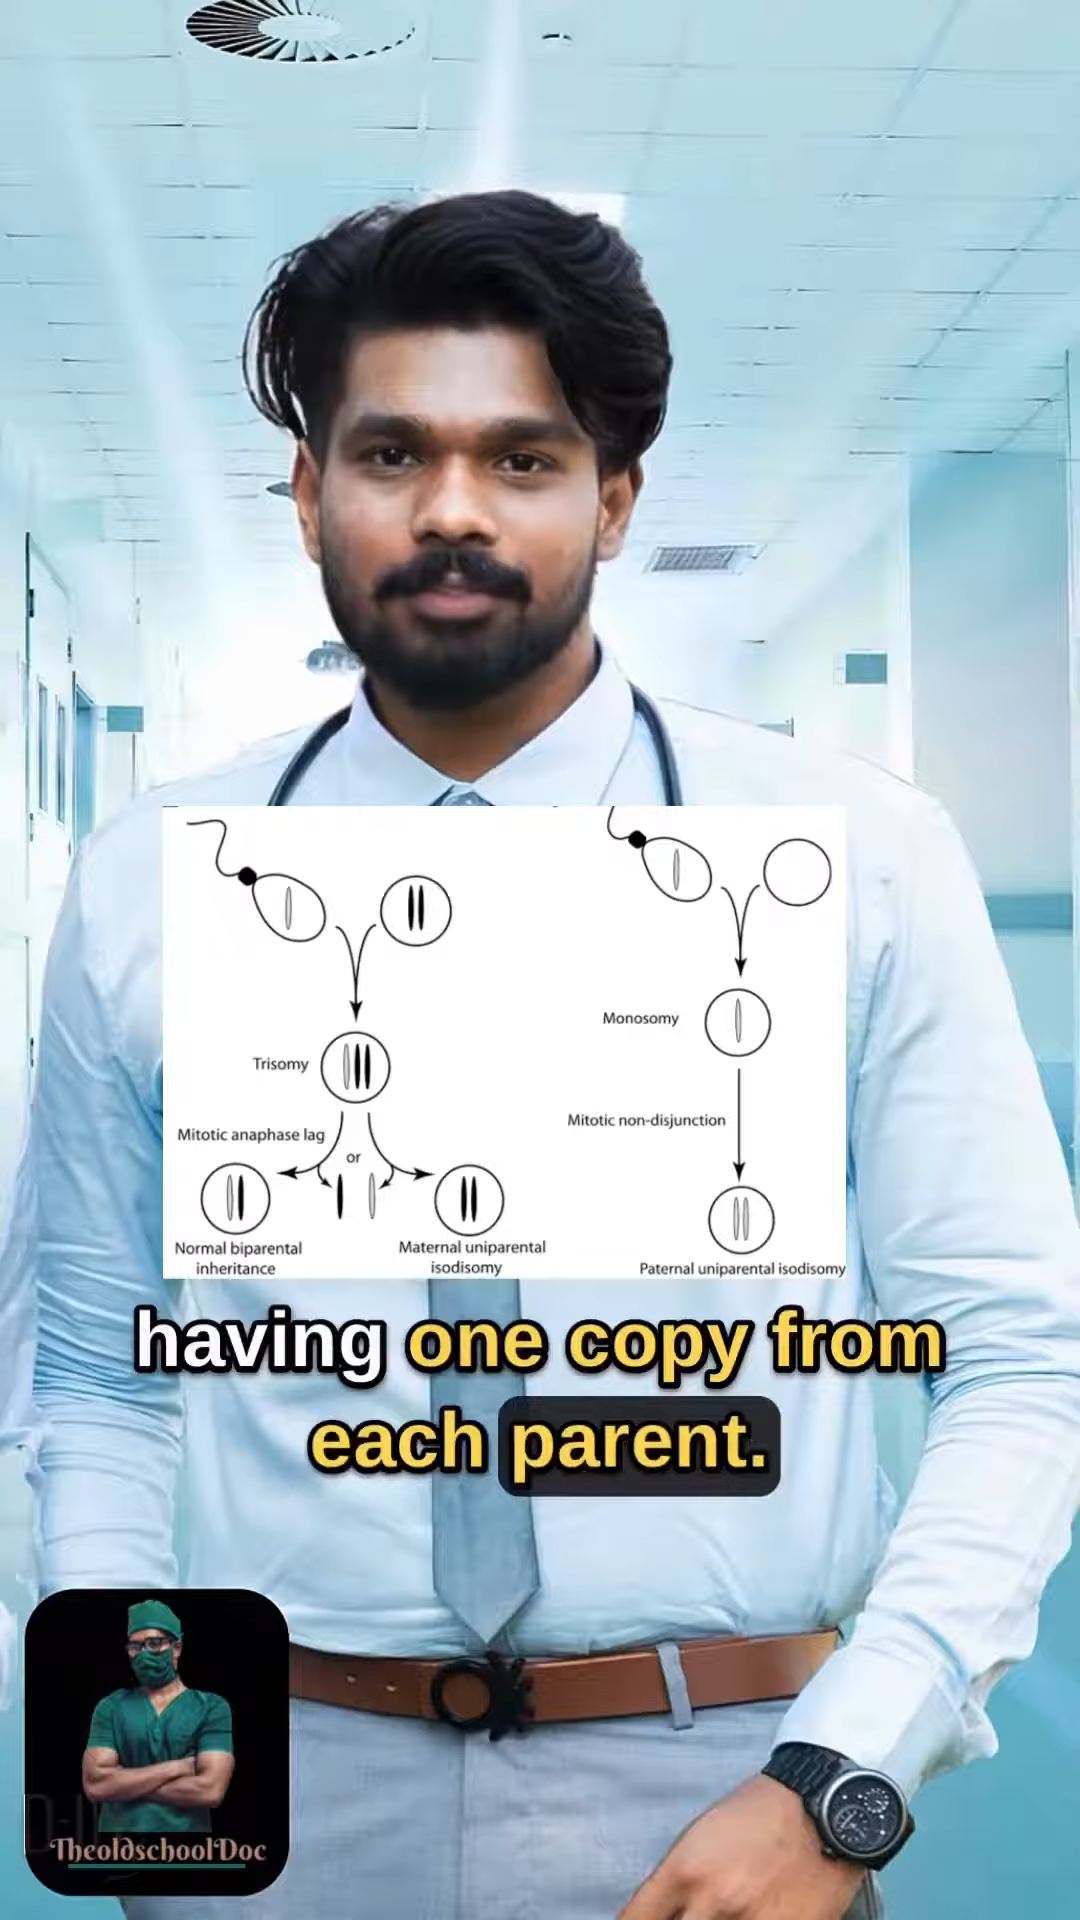 Trisomy
Mitotic anaphase lag
or
Normal biparental
inheritance
Maternal uniparental
isodisomy
Monosomy
Mitotic non-disjunction
Paternal uniparental isodisomy
having one copy from
each parent.
TheoldschoolDoc